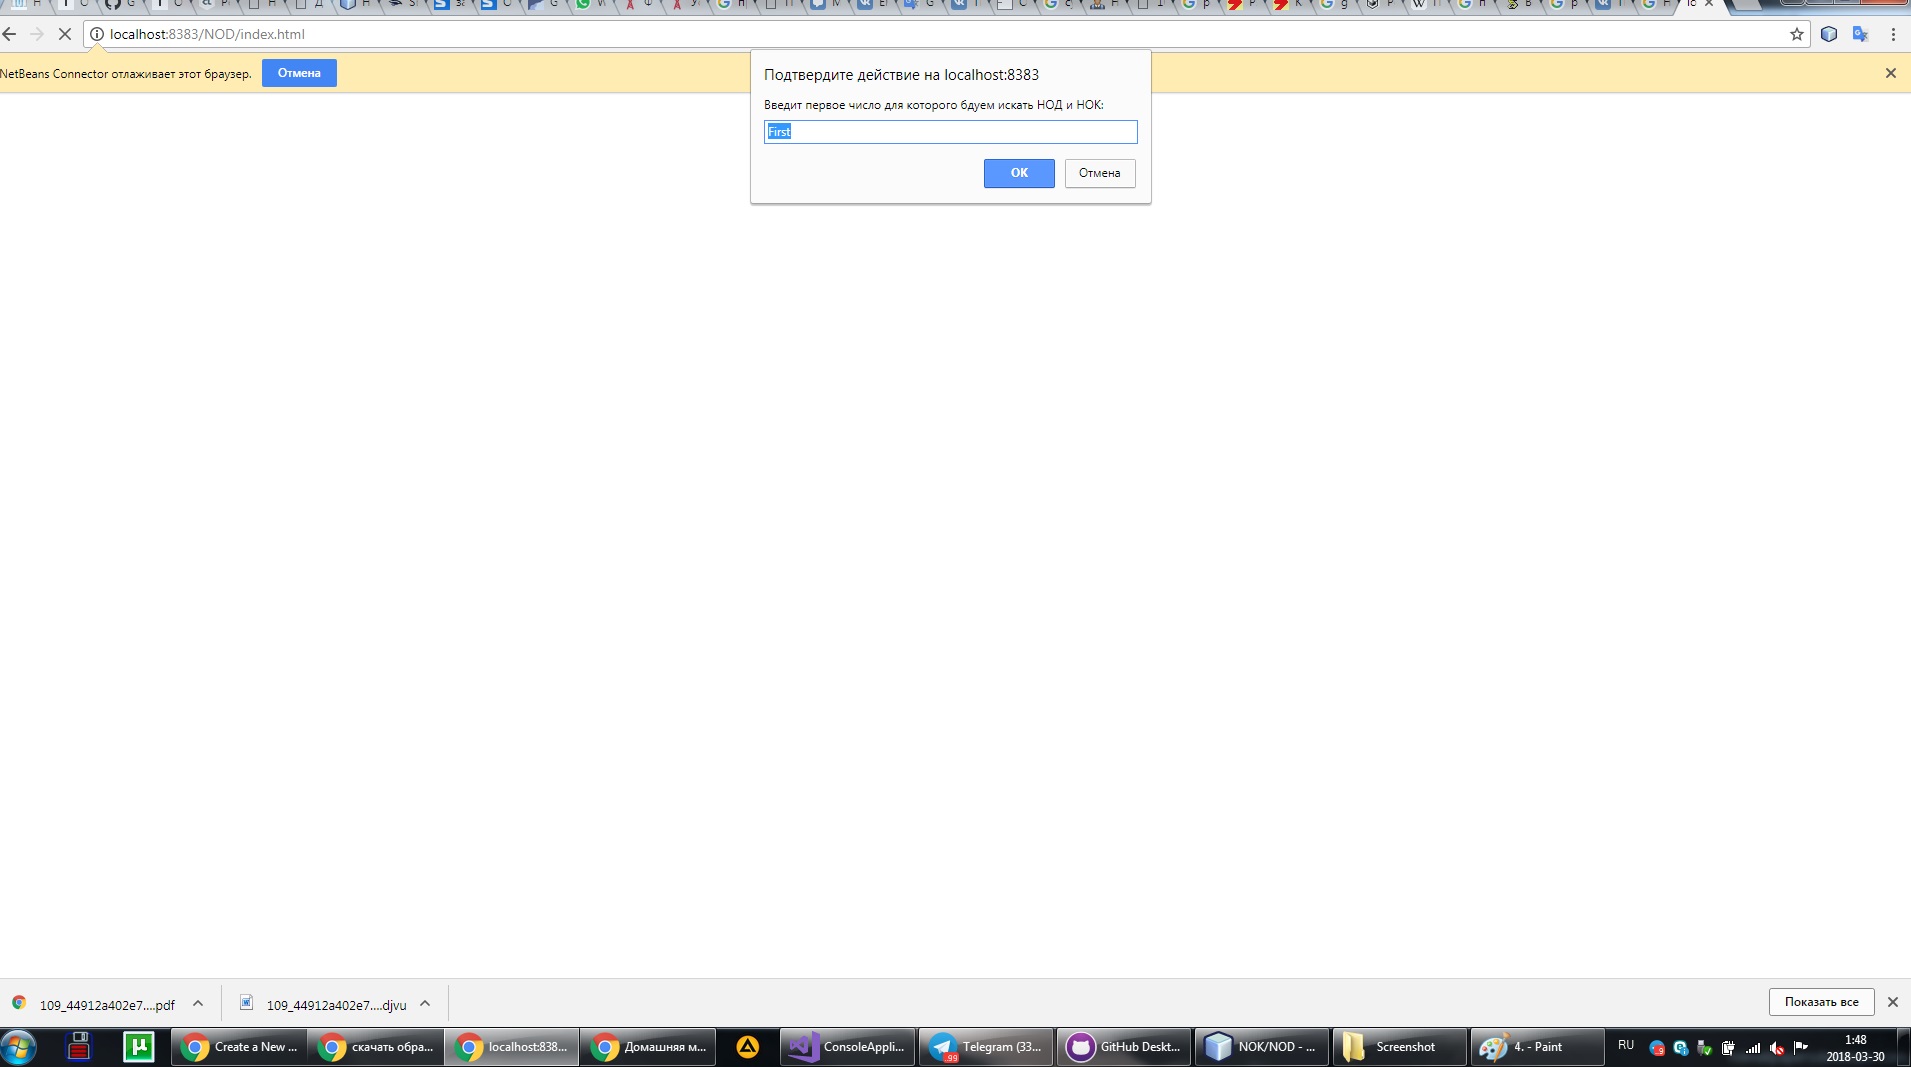 localhost:8383/NOD/index.html
NetBeans Connector отлаживает этот браузер.
Отмена
Подтвердите действие на localhost:8383
Введит первое число для которого бдуем искать НОД и НОК:
First
OK
Отмена
109_44912a402e7....pdf
109_44912a402e7....djvu
Показать все
Create a New ...
скачать обра...
localhost:838...
Домашняя м...
ConsoleAppli...
Telegram (33...
GitHub Deskt...
NOK/NOD - ...
Screenshot
4. - Paint
RU
1:48
2018-03-30